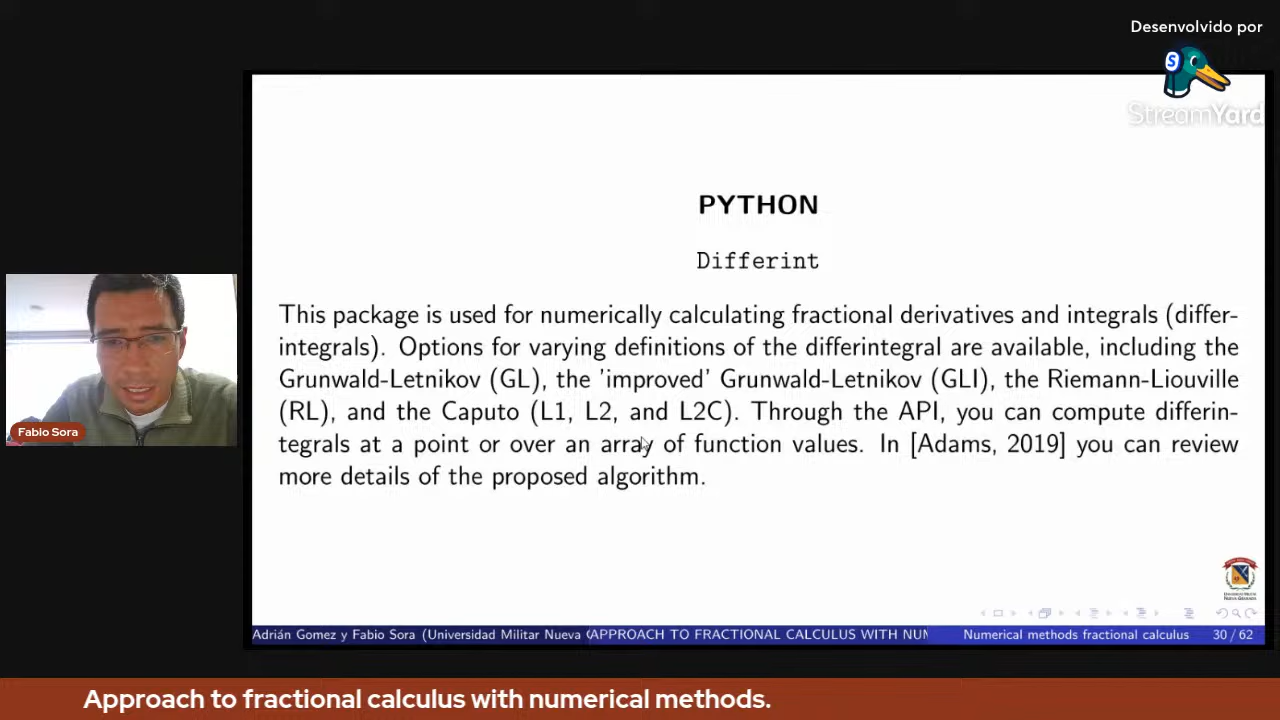 Desenvolvido por
StreamYard
PYTHON
Differint
This package is used for numerically calculating fractional derivatives and integrals (differ-
integrals). Options for varying definitions of the differintegral are available, including the
Grunwald-Letnikov (GL), the 'improved' Grunwald-Letnikov (GLI), the Riemann-Liouville
(RL), and the Caputo (L1, L2, and L2C). Through the API, you can compute differin-
tegrals at a point or over an array of function values. In [Adams, 2019] you can review
more details of the proposed algorithm.
Fabio Sora
Adrián Gomez y Fabio Sora (Universidad Militar Nueva APPROACH TO FRACTIONAL CALCULUS WITH NUM Numerical methods fractional calculus 30 / 62
Approach to fractional calculus with numerical methods.